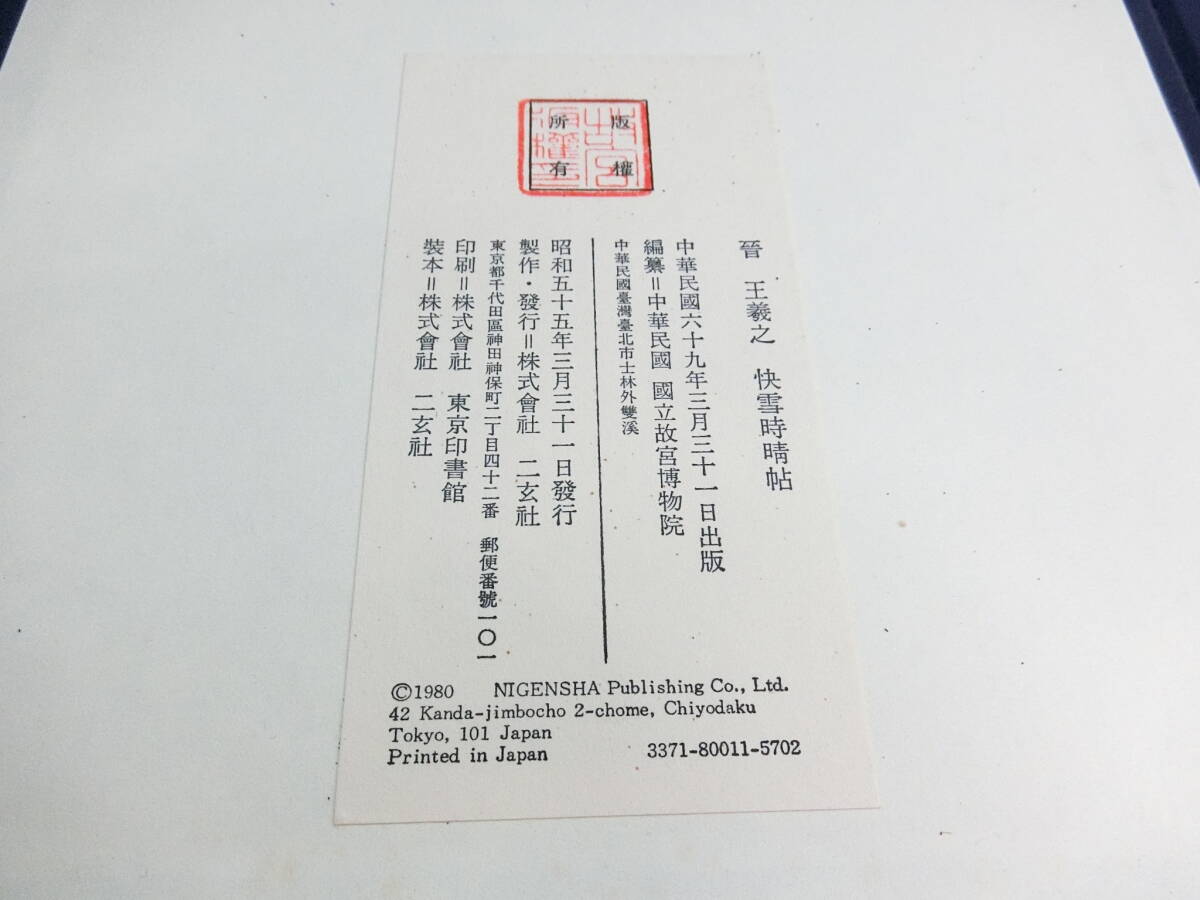 版權
所有
晉 王羲之 快雪時晴帖
中華民國六十九年三月三十一日出版
編纂＝中華民國 國立故宮博物院
中華民國臺灣臺北市士林外雙溪
昭和五十五年三月三十一日發行
製作・發行＝株式會社 二玄社
東京都千代田區神田神保町二丁目四十二番 郵便番號一〇一
印刷＝株式會社 東京印書館
裝本＝株式會社 二玄社
©1980 NIGENSHA Publishing Co., Ltd.
42 Kanda-jimbocho 2-chome, Chiyodaku
Tokyo, 101 Japan
Printed in Japan 3371-80011-5702